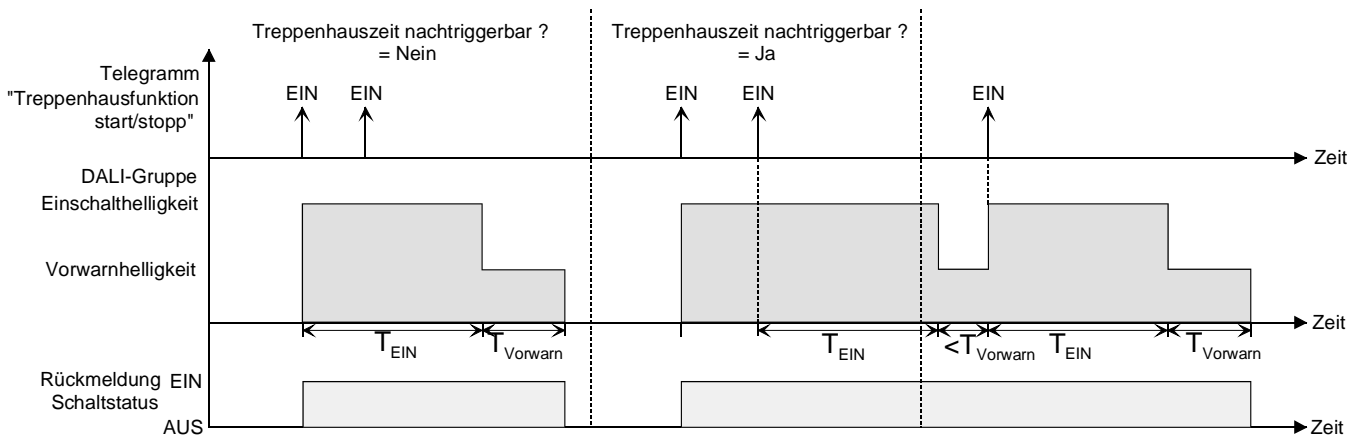 Treppenhauszeit nachtriggerbar ?
= Nein
Treppenhauszeit nachtriggerbar ?
= Ja
Telegramm
"Treppenhausfunktion
start/stopp"
EIN
EIN
EIN
EIN
EIN
Zeit
DALI-Gruppe
Einschalthelligkeit
Vorwarnhelligkeit
Zeit
TEIN
TVorwarn
TEIN
<TVorwarn
TEIN
TVorwarn
Rückmeldung EIN
Schaltstatus
AUS
Zeit